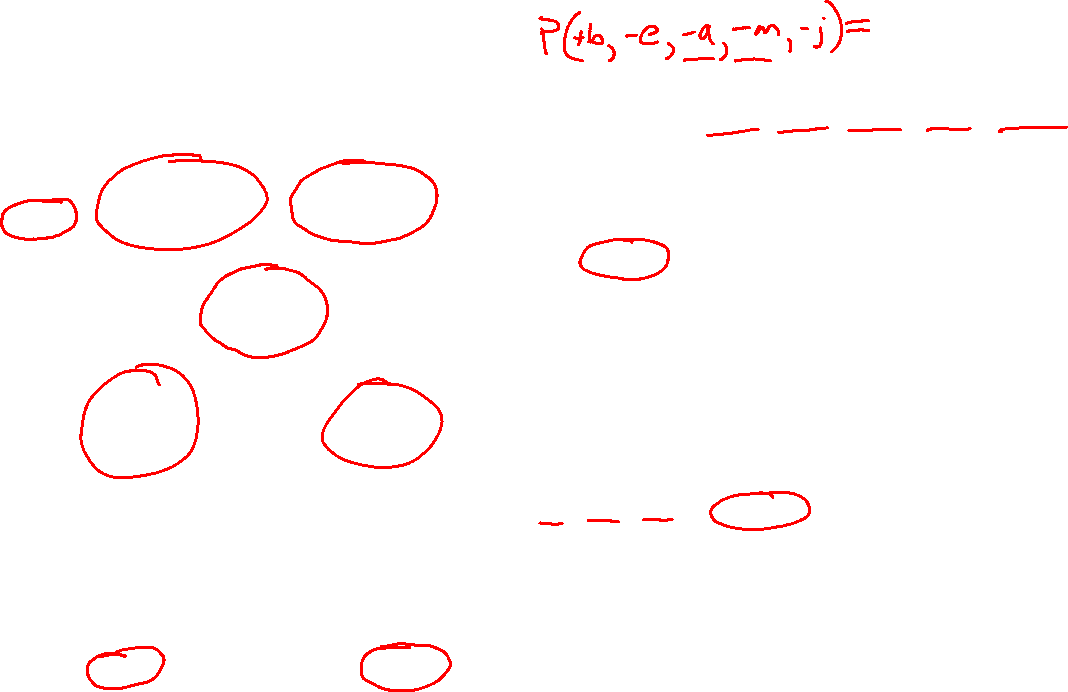 P(+b, -e, -a, -m, -j)=